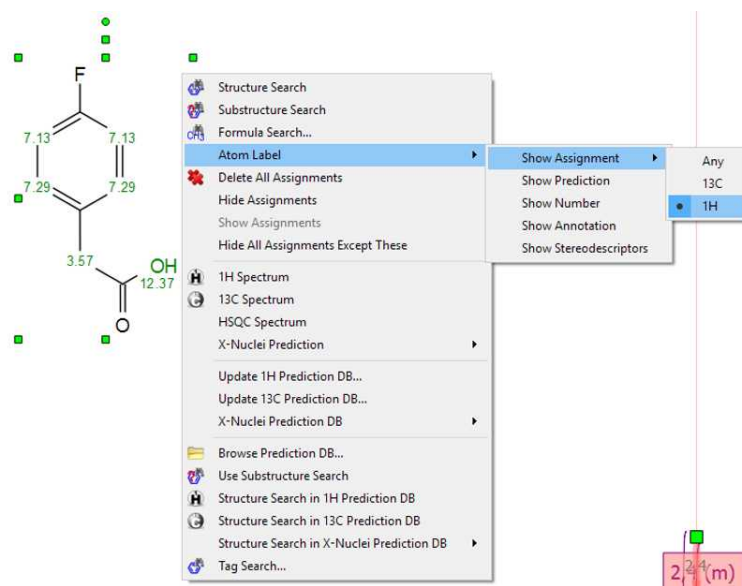 F
7.13 7.13
7.29 7.29
3.57
OH
12.37
O
Structure Search
Substructure Search
CH3 Formula Search...
Atom Label
Delete All Assignments
Hide Assignments
Show Assignments
Hide All Assignments Except These
H 1H Spectrum
C 13C Spectrum
HSQC Spectrum
X-Nuclei Prediction
Update 1H Prediction DB...
Update 13C Prediction DB...
X-Nuclei Prediction DB
Browse Prediction DB...
Use Substructure Search
H Structure Search in 1H Prediction DB
C Structure Search in 13C Prediction DB
Structure Search in X-Nuclei Prediction DB
Tag Search...
Show Assignment
Show Prediction
Show Number
Show Annotation
Show Stereodescriptors
Any
13C
1H
(m)